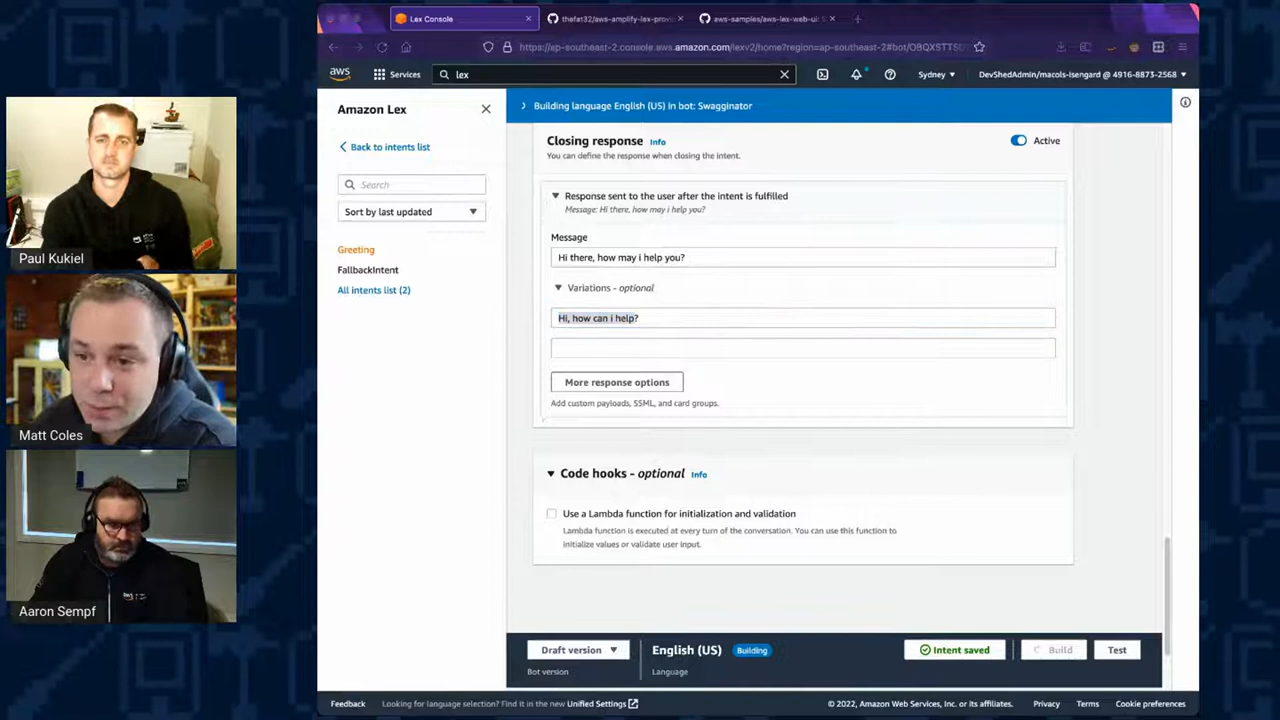 Lex Console
thefat32/aws-amplify-lex-prov
aws-samples/aws-lex-web-ui: S
https://ap-southeast-2.console.aws.amazon.com/lexv2/home?region=ap-southeast-2#bot/OBQXSTTSU
aws
Services
lex
Sydney
DevShedAdmin/macols-isengard @ 4916-8873-2568
Amazon Lex
Back to intents list
Search
Sort by last updated
Greeting
FallbackIntent
All intents list (2)
Building language English (US) in bot: Swagginator
Closing response Info
Active
You can define the response when closing the intent.
Response sent to the user after the intent is fulfilled
Message: Hi there, how may i help you?
Message
Hi there, how may i help you?
Variations - optional
Hi, how can i help?
More response options
Add custom payloads, SSML, and card groups.
Code hooks - optional Info
Use a Lambda function for initialization and validation
Lambda function is executed at every turn of the conversation. You can use this function to
initialize values or validate user input.
Draft version
Bot version
English (US)
Building
Language
Intent saved
Build
Test
Feedback
Looking for language selection? Find it in the new Unified Settings
© 2022, Amazon Web Services, Inc. or its affiliates.
Privacy
Terms
Cookie preferences
Paul Kukiel
Matt Coles
Aaron Sempf